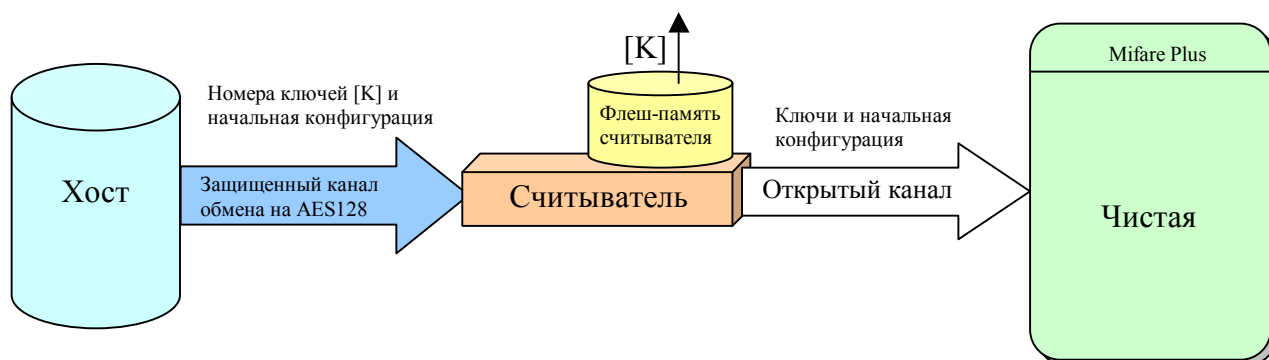 [K]
Mifare Plus
Номера ключей [K] и
начальная конфигурация
Флеш-память
считывателя
Ключи и начальная
конфигурация
Хост
Защищенный канал
обмена на AES128
Считыватель
Открытый канал
Чистая